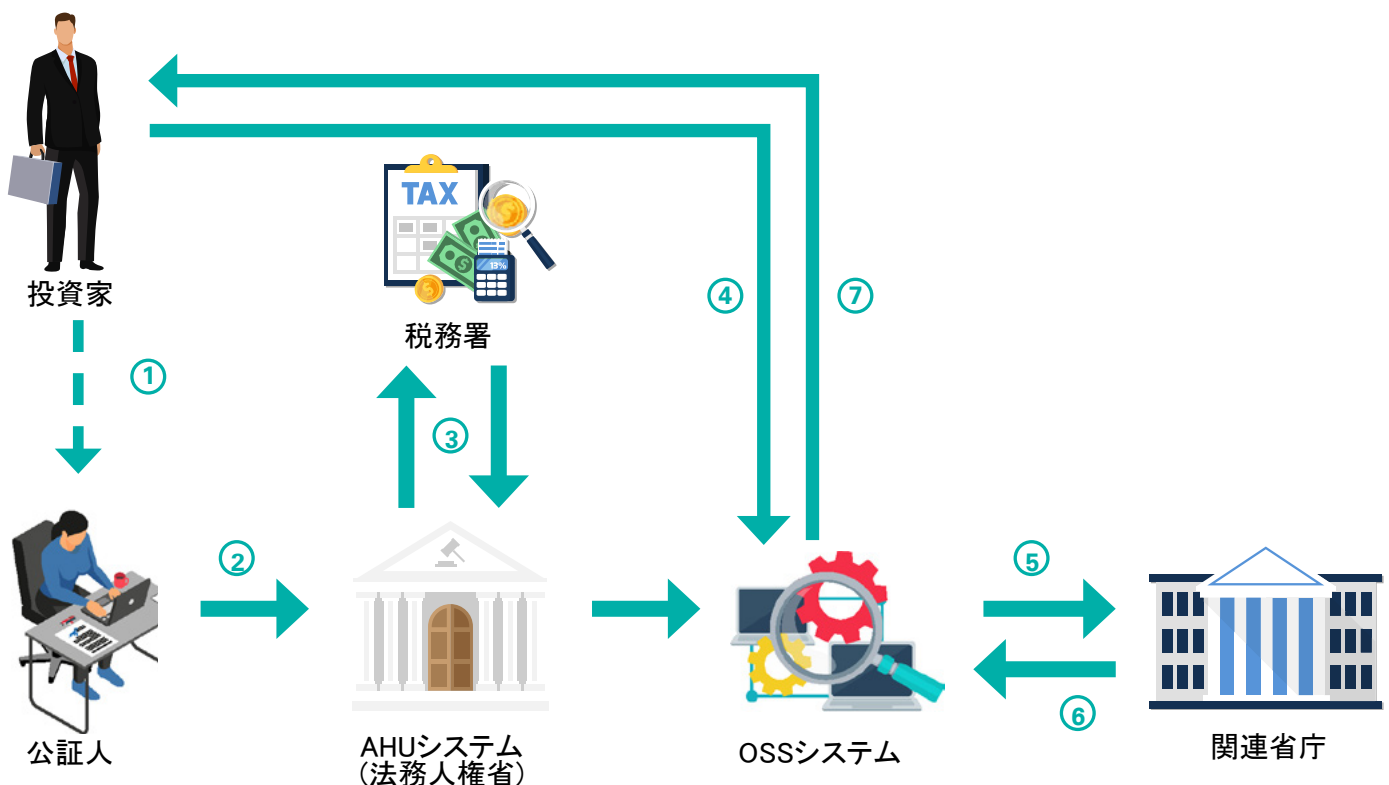 TAX
13%
投資家
税務署
①
③
④
⑦
②
⑤
⑥
公証人
AHUシステム
(法務人権省)
OSSシステム
関連省庁